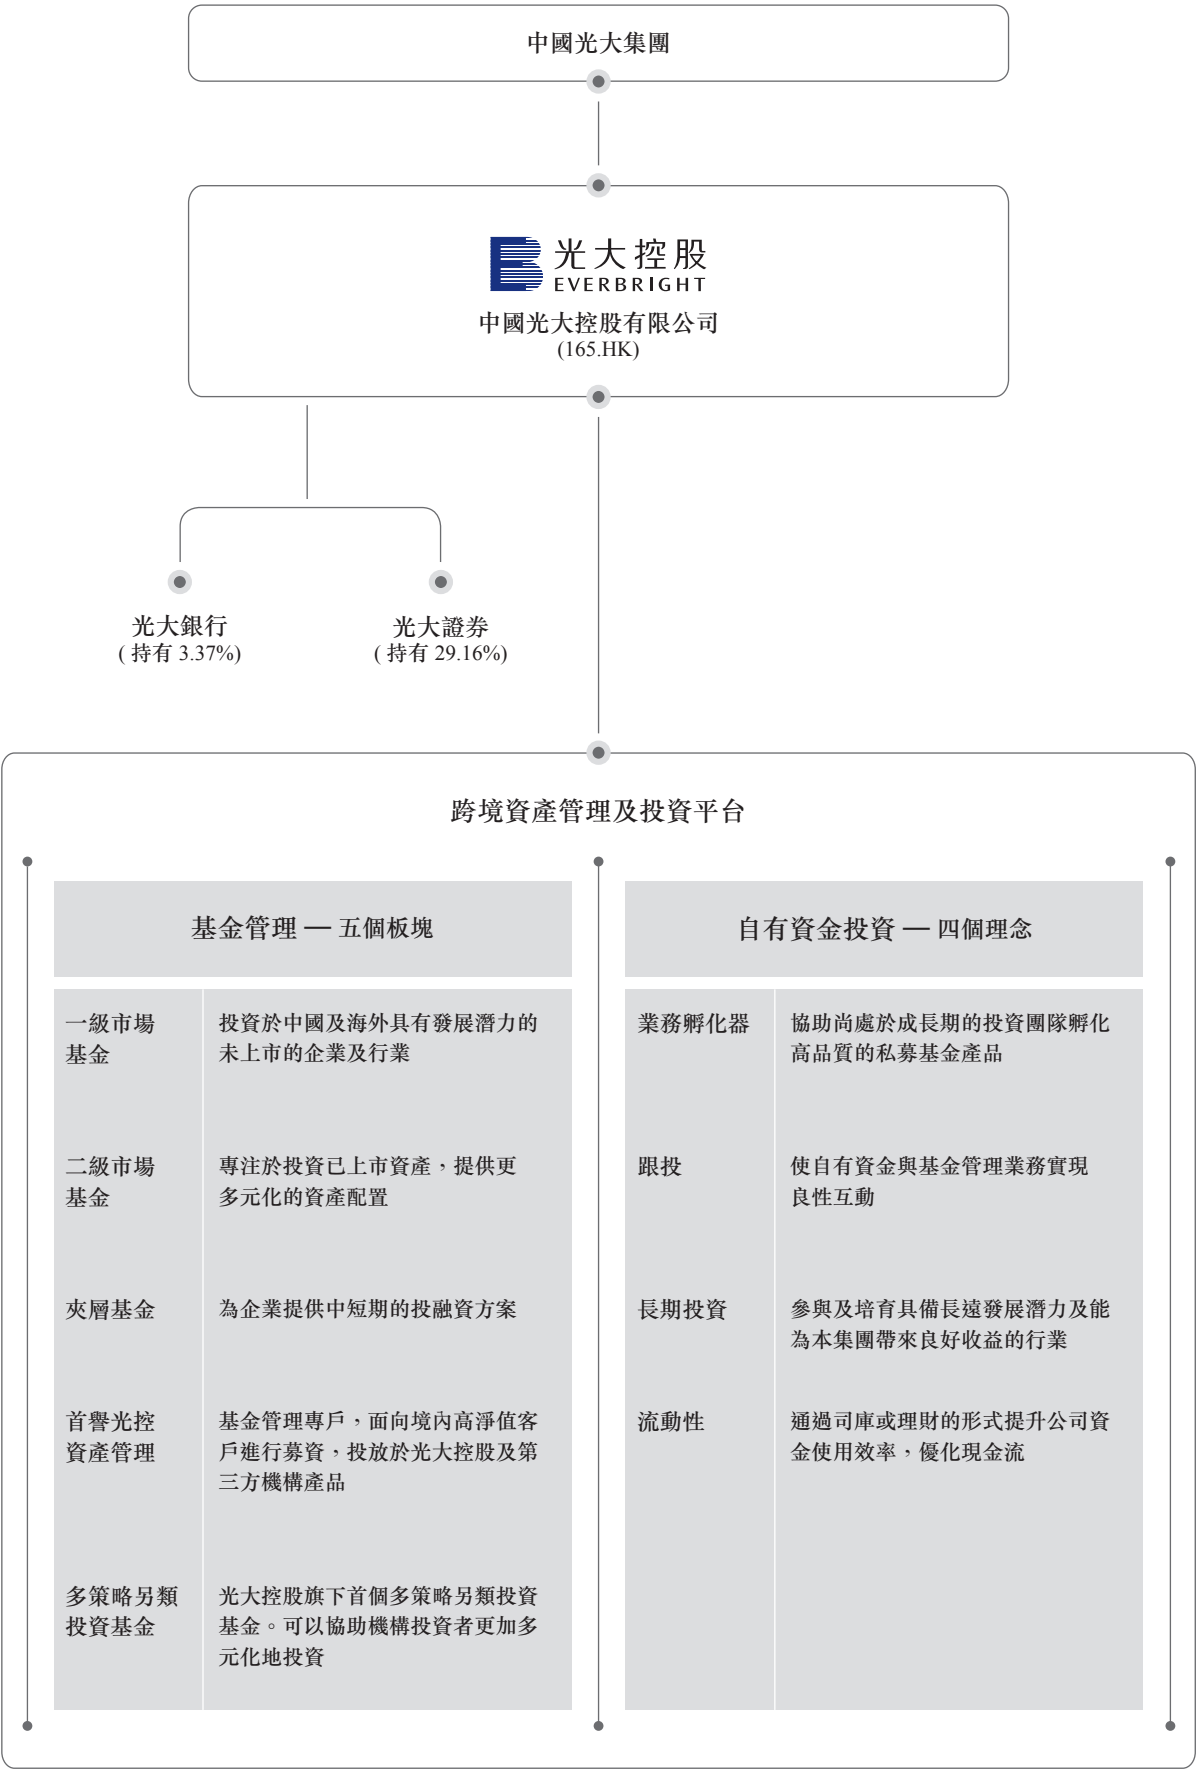 中國光大集團
光大控股
EVERBRIGHT
中國光大控股有限公司
(165.HK)
光大銀行
( 持有 3.37%)
光大證券
( 持有 29.16%)
跨境資產管理及投資平台
基金管理 — 五個板塊
一級市場
基金
投資於中國及海外具有發展潛力的
未上市的企業及行業
二級市場
基金
專注於投資已上市資產，提供更
多元化的資產配置
夾層基金
為企業提供中短期的投融資方案
首譽光控
資產管理
基金管理專戶，面向境內高淨值客
戶進行募資，投放於光大控股及第
三方機構產品
多策略另類
投資基金
光大控股旗下首個多策略另類投資
基金。可以協助機構投資者更加多
元化地投資
自有資金投資 — 四個理念
業務孵化器
協助尚處於成長期的投資團隊孵化
高品質的私募基金產品
跟投
使自有資金與基金管理業務實現
良性互動
長期投資
參與及培育具備長遠發展潛力及能
為本集團帶來良好收益的行業
流動性
通過司庫或理財的形式提升公司資
金使用效率，優化現金流